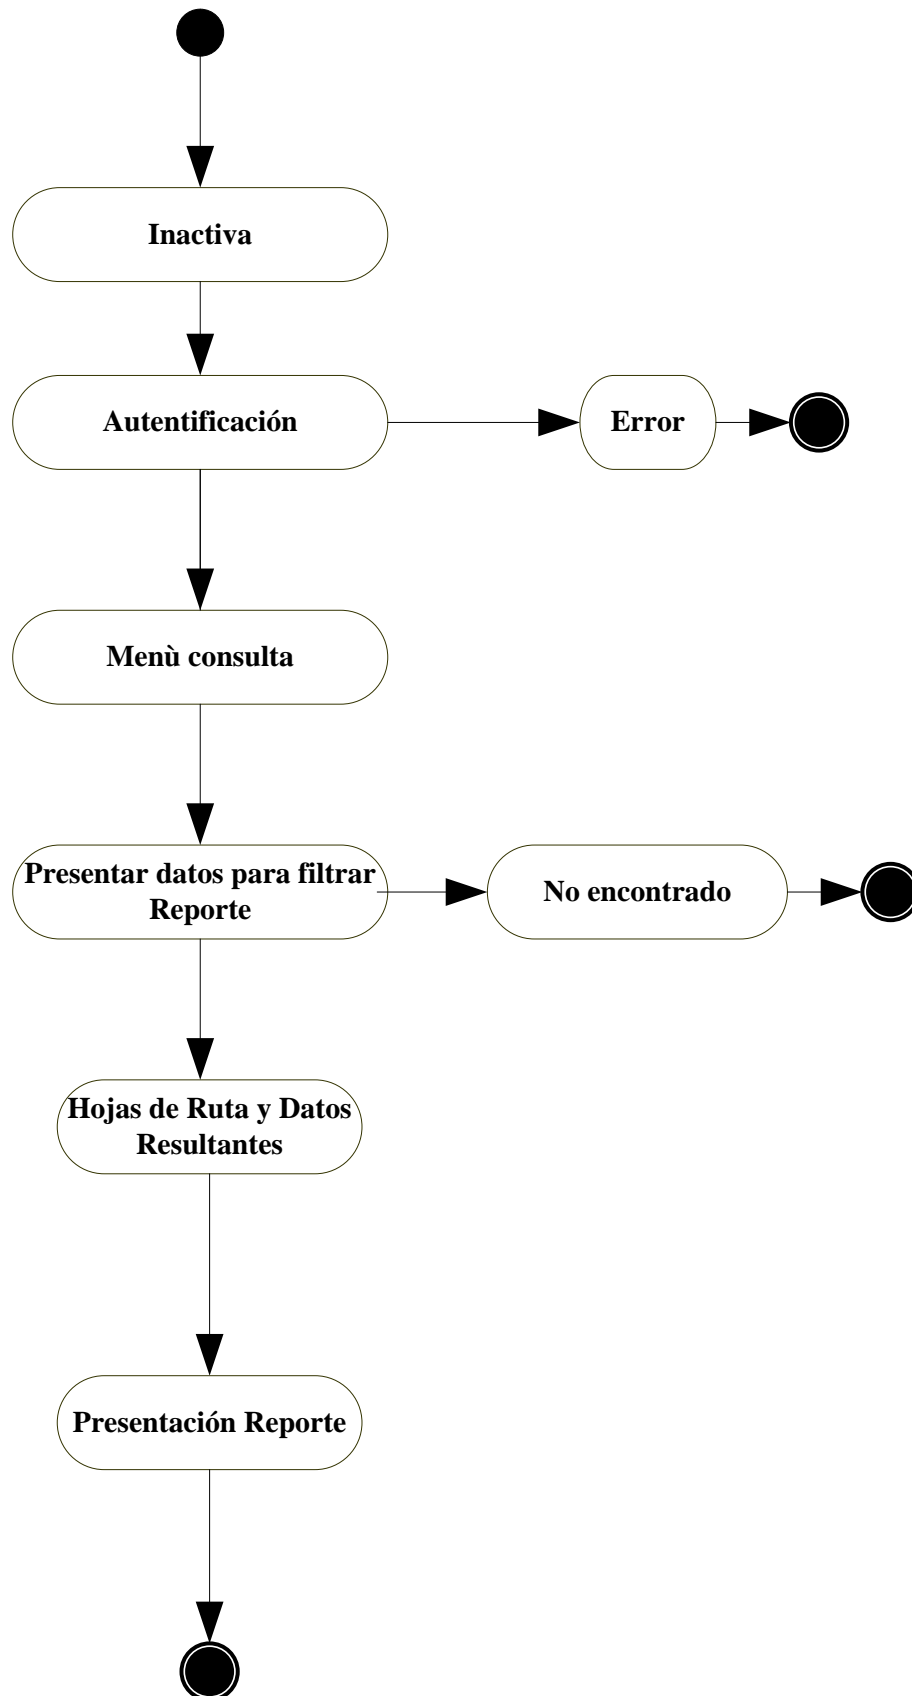 Inactiva
Autentificación
Error
Menù consulta
Presentar datos para filtrar
Reporte
No encontrado
Hojas de Ruta y Datos
Resultantes
Presentación Reporte